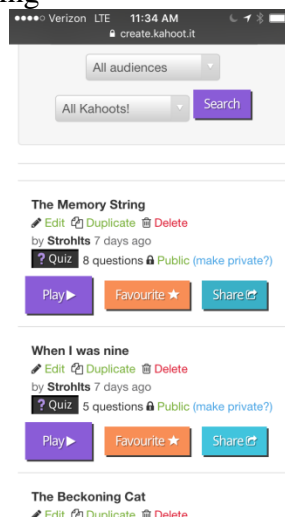 ing
Verizon LTE 11:34 AM
create.kahoot.it
All audiences
All Kahoots!
Search
The Memory String
Edit Duplicate Delete
by Strohlts 7 days ago
? Quiz 8 questions Public (make private?)
Play
Favourite
Share
When I was nine
Edit Duplicate Delete
by Strohlts 7 days ago
? Quiz 5 questions Public (make private?)
Play
Favourite
Share
The Beckoning Cat
Edit Duplicate Delete